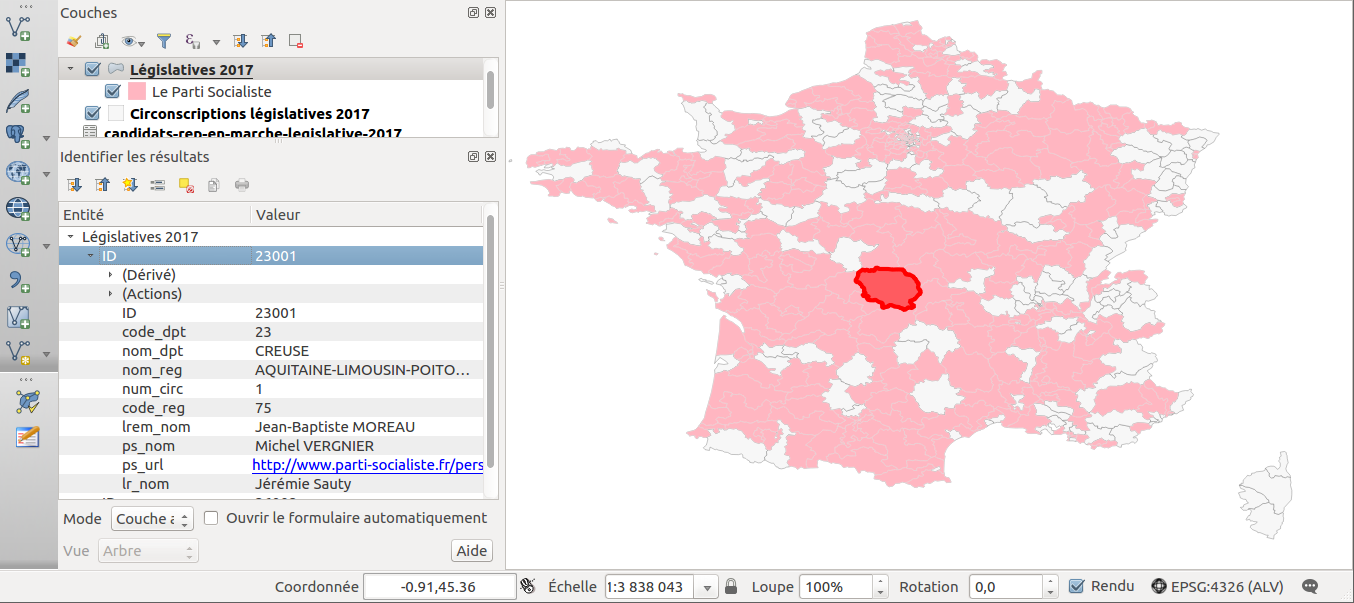 Couches
Législatives 2017
Le Parti Socialiste
Circonscriptions législatives 2017
candidats-rep-en-marche-legislative-2017
Identifier les résultats
Entité Valeur
Législatives 2017
ID 23001
(Dérivé)
(Actions)
ID 23001
code_dpt 23
nom_dpt CREUSE
nom_reg AQUITAINE-LIMOUSIN-POITO...
num_circ 1
code_reg 75
lrem_nom Jean-Baptiste MOREAU
ps_nom Michel VERGNIER
ps_url http://www.parti-socialiste.fr/pers
lr_nom Jérémie Sauty
Mode Couche a Ouvrir le formulaire automatiquement
Vue Arbre Aide
Coordonnée -0.91,45.36 Échelle 1:3 838 043 Loupe 100% Rotation 0,0 Rendu EPSG:4326 (ALV)